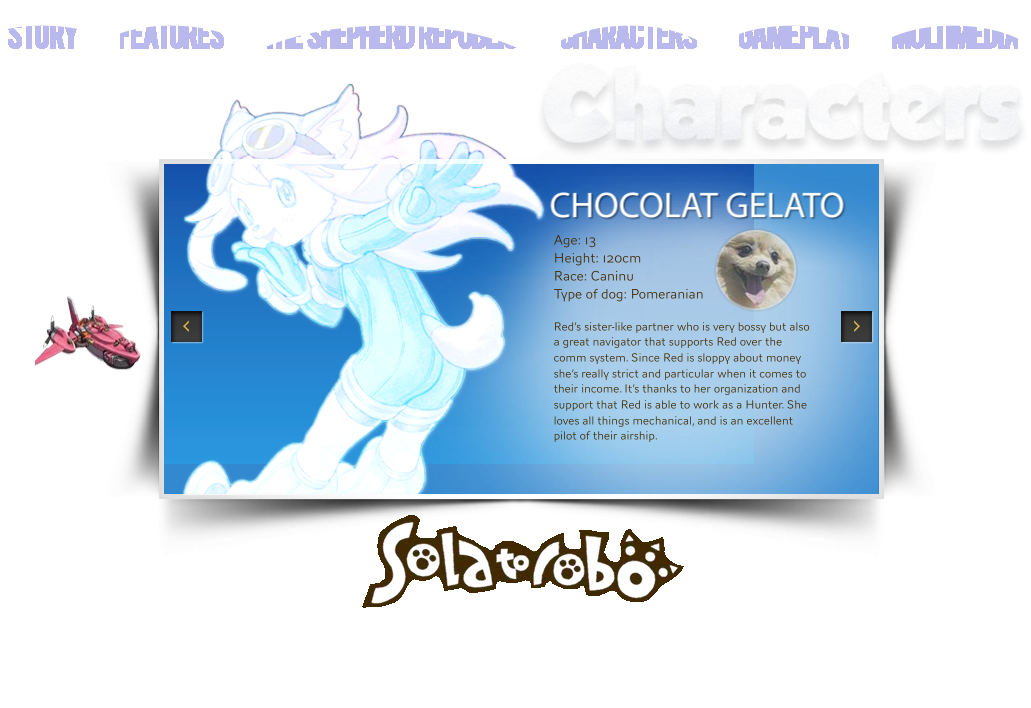 STORY FEATURES THE SHEPHERD REPUBLIC CHARACTERS GAMEPLAY MULTIMEDIA
Characters
CHOCOLAT GELATO
Age: 13
Height: 120cm
Race: Caninu
Type of dog: Pomeranian
Red's sister-like partner who is very bossy but also
a great navigator that supports Red over the
comm system. Since Red is sloppy about money
she's really strict and particular when it comes to
their income. It's thanks to her organization and
support that Red is able to work as a Hunter. She
loves all things mechanical, and is an excellent
pilot of their airship.
Solatorobo